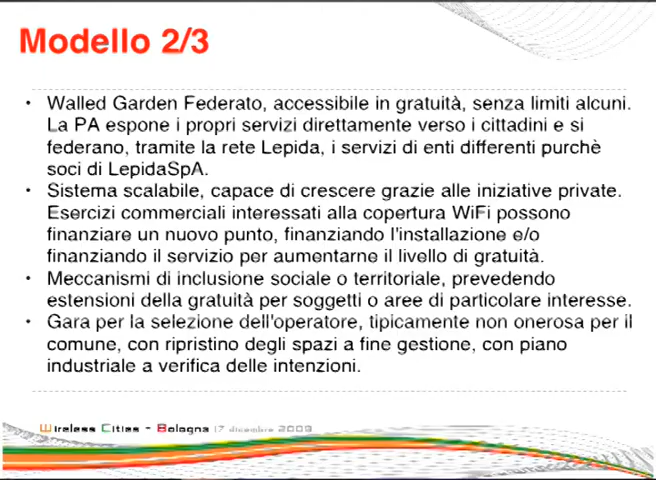 Modello 2/3
• Walled Garden Federato, accessibile in gratuità, senza limiti alcuni.
La PA espone i propri servizi direttamente verso i cittadini e si
federano, tramite la rete Lepida, i servizi di enti differenti purchè
soci di LepidaSpA.
• Sistema scalabile, capace di crescere grazie alle iniziative private.
Esercizi commerciali interessati alla copertura WiFi possono
finanziare un nuovo punto, finanziando l'installazione e/o
finanziando il servizio per aumentarne il livello di gratuità.
• Meccanismi di inclusione sociale o territoriale, prevedendo
estensioni della gratuità per soggetti o aree di particolare interesse.
• Gara per la selezione dell'operatore, tipicamente non onerosa per il
comune, con ripristino degli spazi a fine gestione, con piano
industriale a verifica delle intenzioni.
Wireless Cities - Bologna 17 dicembre 2009